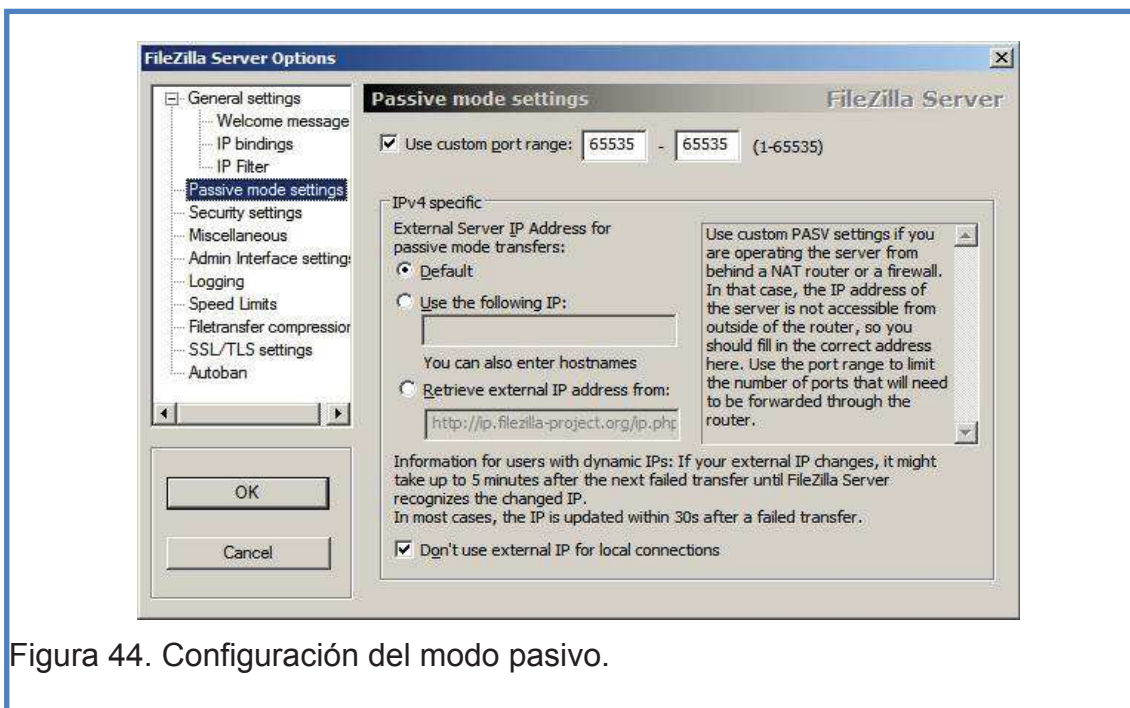 FileZilla Server Options
General settings
Welcome message
IP bindings
IP Filter
Passive mode settings
Security settings
Miscellaneous
Admin Interface setting
Logging
Speed Limits
Filetransfer compression
SSL/TLS settings
Autoban
OK
Cancel
Passive mode settings FileZilla Server
Use custom port range: 65535 - 65535 (1-65535)
IPv4 specific
External Server IP Address for
passive mode transfers:
Default
Use the following IP:
You can also enter hostnames
Retrieve external IP address from:
http://ip.filezilla-project.org/ip.php
Use custom PASV settings if you
are operating the server from
behind a NAT router or a firewall.
In that case, the IP address of
the server is not accessible from
outside of the router, so you
should fill in the correct address
here. Use the port range to limit
the number of ports that will need
to be forwarded through the
router.
Information for users with dynamic IPs: If your external IP changes, it might
take up to 5 minutes after the next failed transfer until FileZilla Server
recognizes the changed IP.
In most cases, the IP is updated within 30s after a failed transfer.
Don't use external IP for local connections
Figura 44. Configuración del modo pasivo.